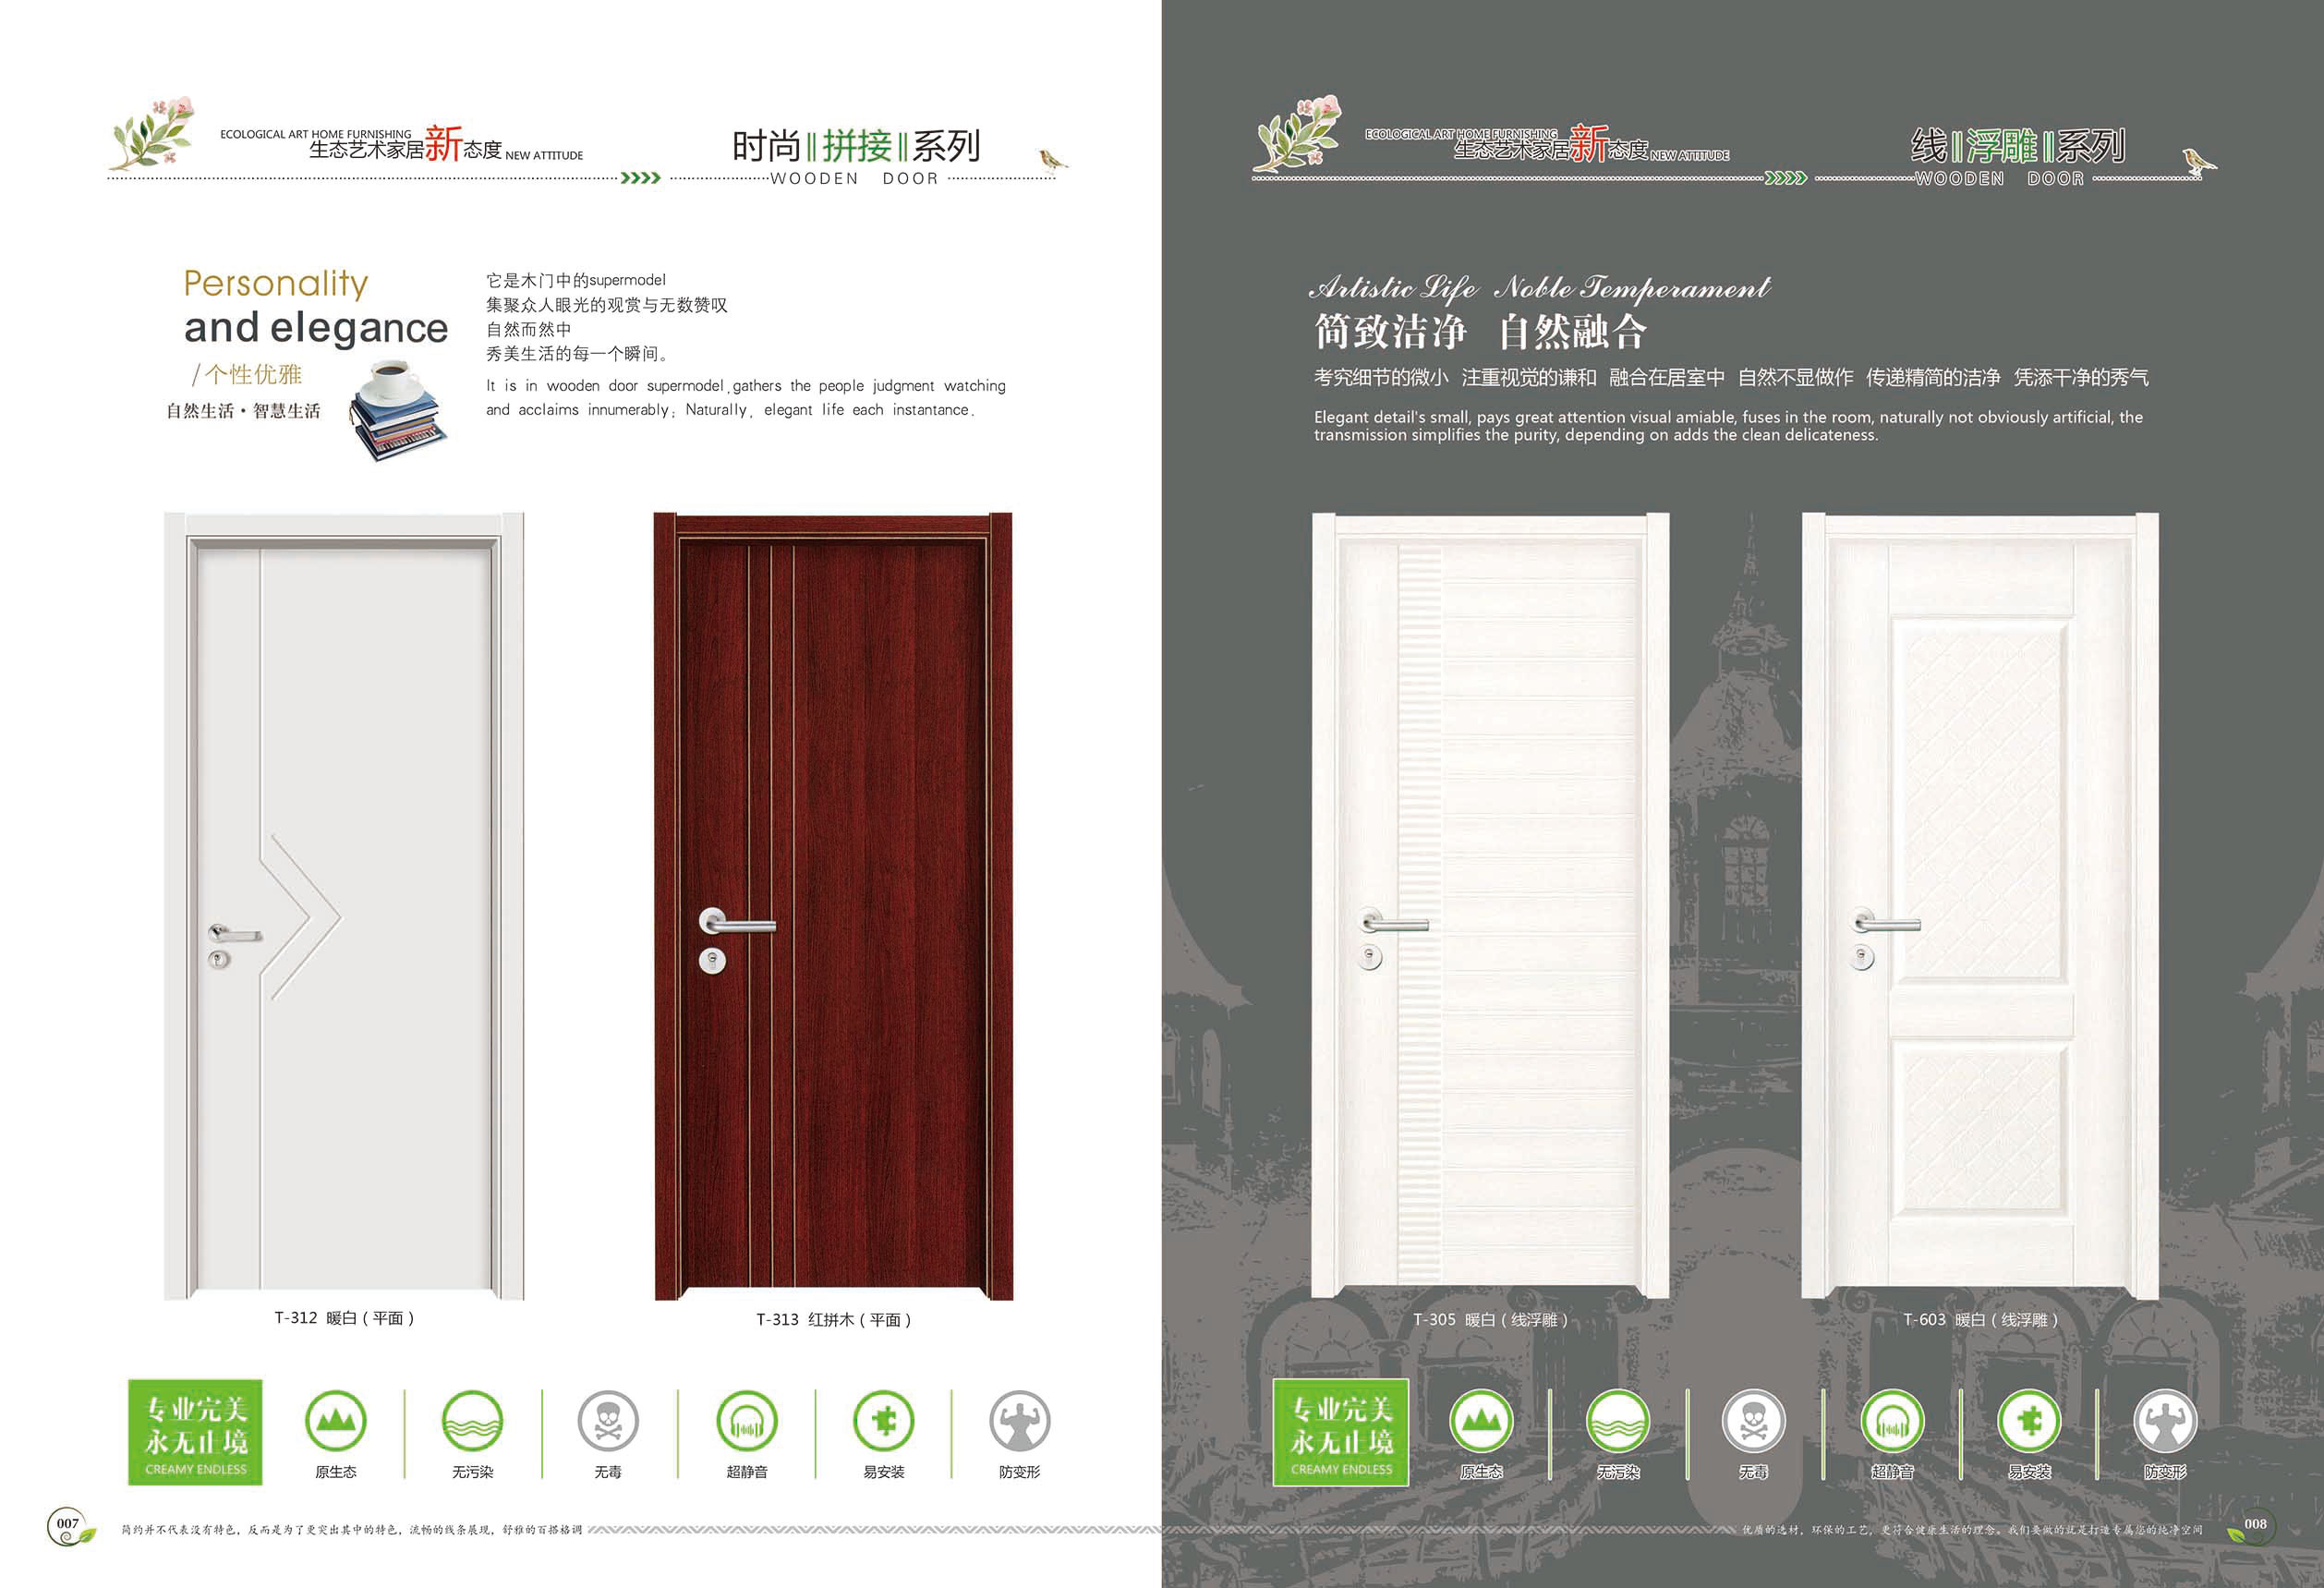 ECOLOGICAL ART HOME FURNISHING
生态艺术家居新态度 NEW ATTITUDE
时尚||拼接||系列
WOODEN DOOR
Personality
and elegance
/个性优雅
自然生活·智慧生活
它是木门中的supermodel
集聚众人眼光的观赏与无数赞叹
自然而然中
秀美生活的每一个瞬间。
It is in wooden door supermodel,gathers the people judgment watching
and acclaims innumerably; Naturally, elegant life each instantance.
T-312 暖白（平面）
T-313 红拼木（平面）
专业完美
永无止境
CREAMY ENDLESS
原生态
无污染
无毒
超静音
易安装
防变形
007
简约并不代表没有特色，反而是为了更突出其中的特色，流畅的线条展现，舒雅的百搭格调
ECOLOGICAL ART HOME FURNISHING
生态艺术家居新态度 NEW ATTITUDE
线||浮雕||系列
WOODEN DOOR
Artistic Life Noble Temperament
简致洁净 自然融合
考究细节的微小 注重视觉的谦和 融合在居室中 自然不显做作 传递精简的洁净 凭添干净的秀气
Elegant detail's small, pays great attention visual amiable, fuses in the room, naturally not obviously artificial, the
transmission simplifies the purity, depending on adds the clean delicateness.
T-305 暖白（线浮雕）
T-603 暖白（线浮雕）
专业完美
永无止境
CREAMY ENDLESS
原生态
无污染
无毒
超静音
易安装
防变形
优质的选材，环保的工艺，更符合健康生活的理念。我们要做的就是打造专属您的纯净空间
008